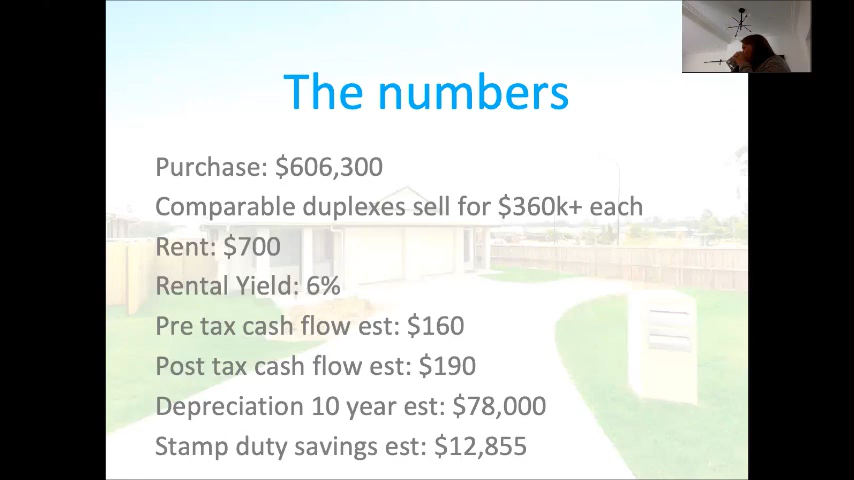 The numbers
Purchase: $606,300
Comparable duplexes sell for $360k+ each
Rent: $700
Rental Yield: 6%
Pre tax cash flow est: $160
Post tax cash flow est: $190
Depreciation 10 year est: $78,000
Stamp duty savings est: $12,855